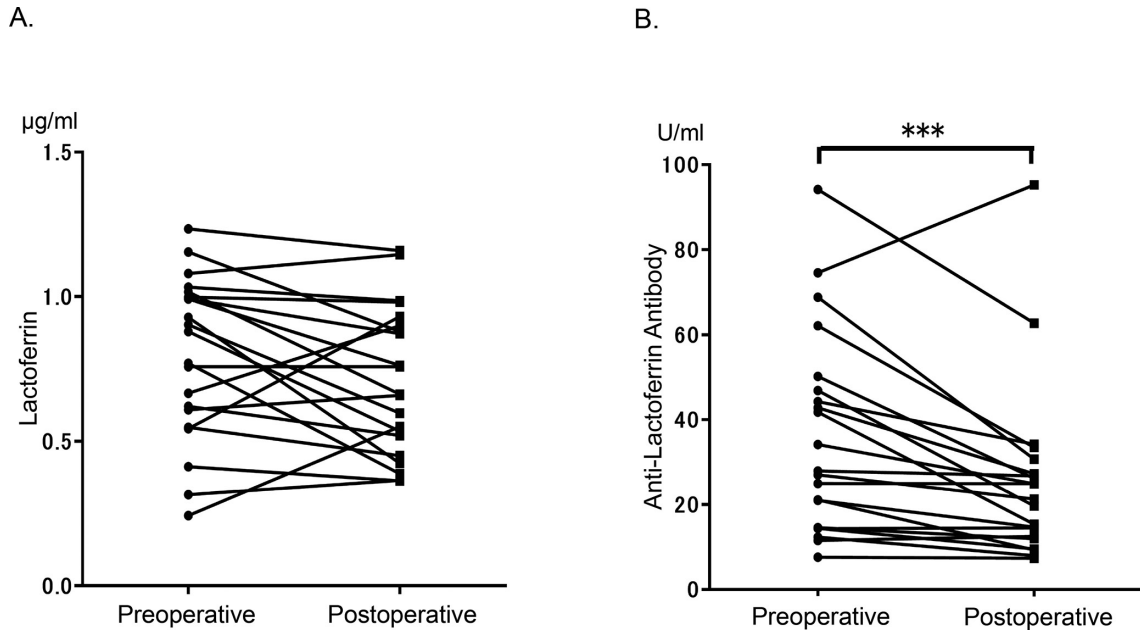 A.
B.
µg/ml
1.5
1.0
0.5
0.0
Lactoferrin
Preoperative
Postoperative
U/ml
***
100
80
60
40
20
0
Anti-Lactoferrin Antibody
Preoperative
Postoperative